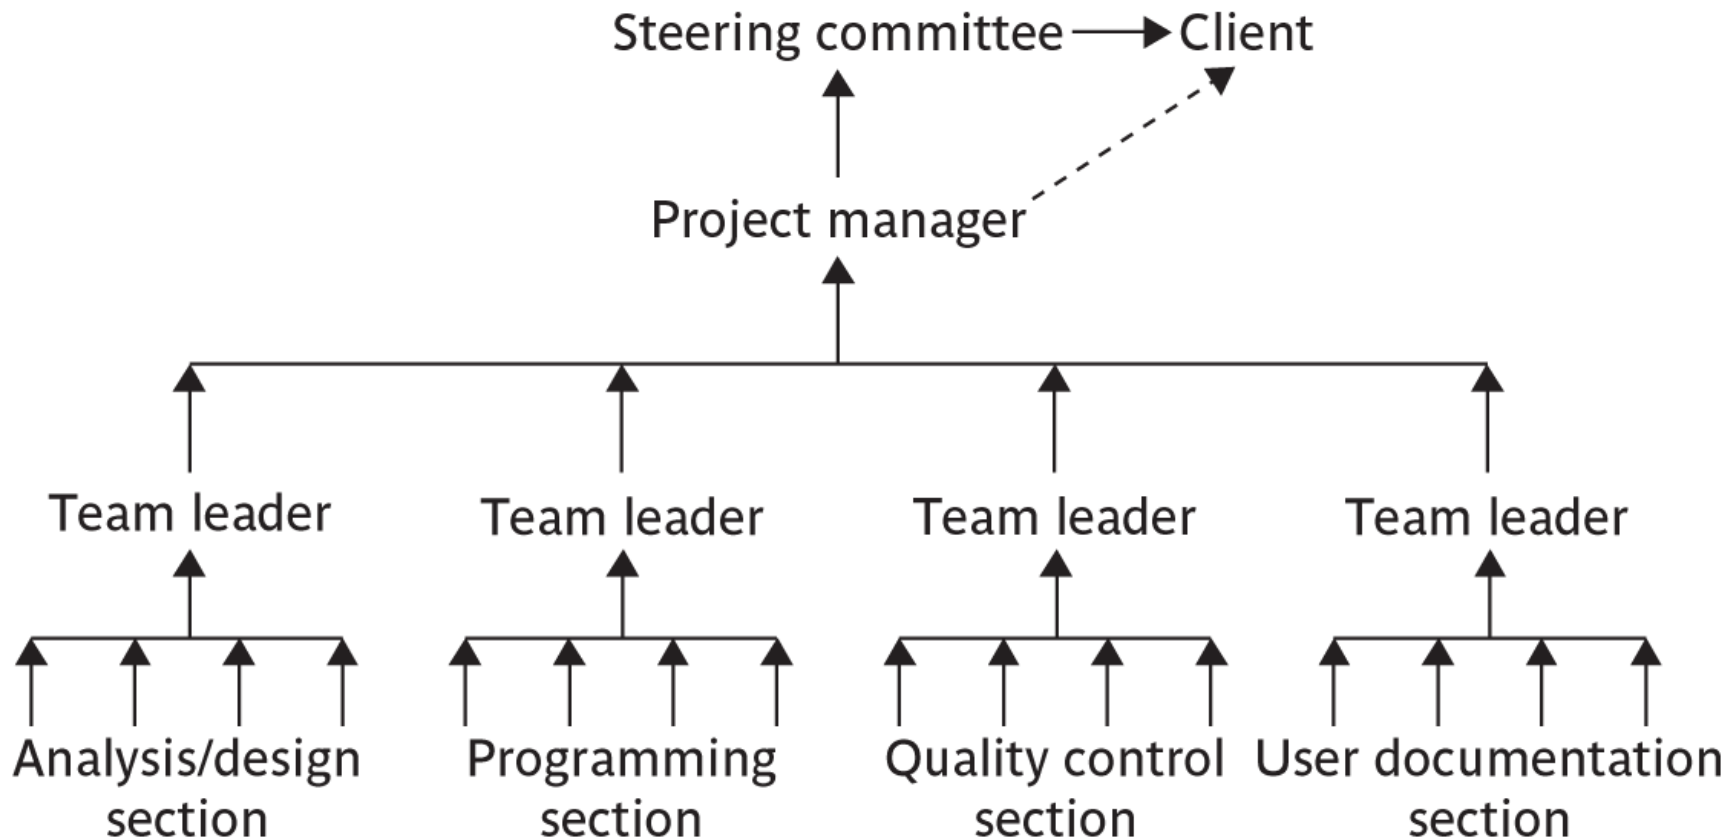 Steering committee
Client
Project manager
Team leader
Team leader
Team leader
Team leader
Analysis/design
section
Programming
section
Quality control
section
User documentation
section